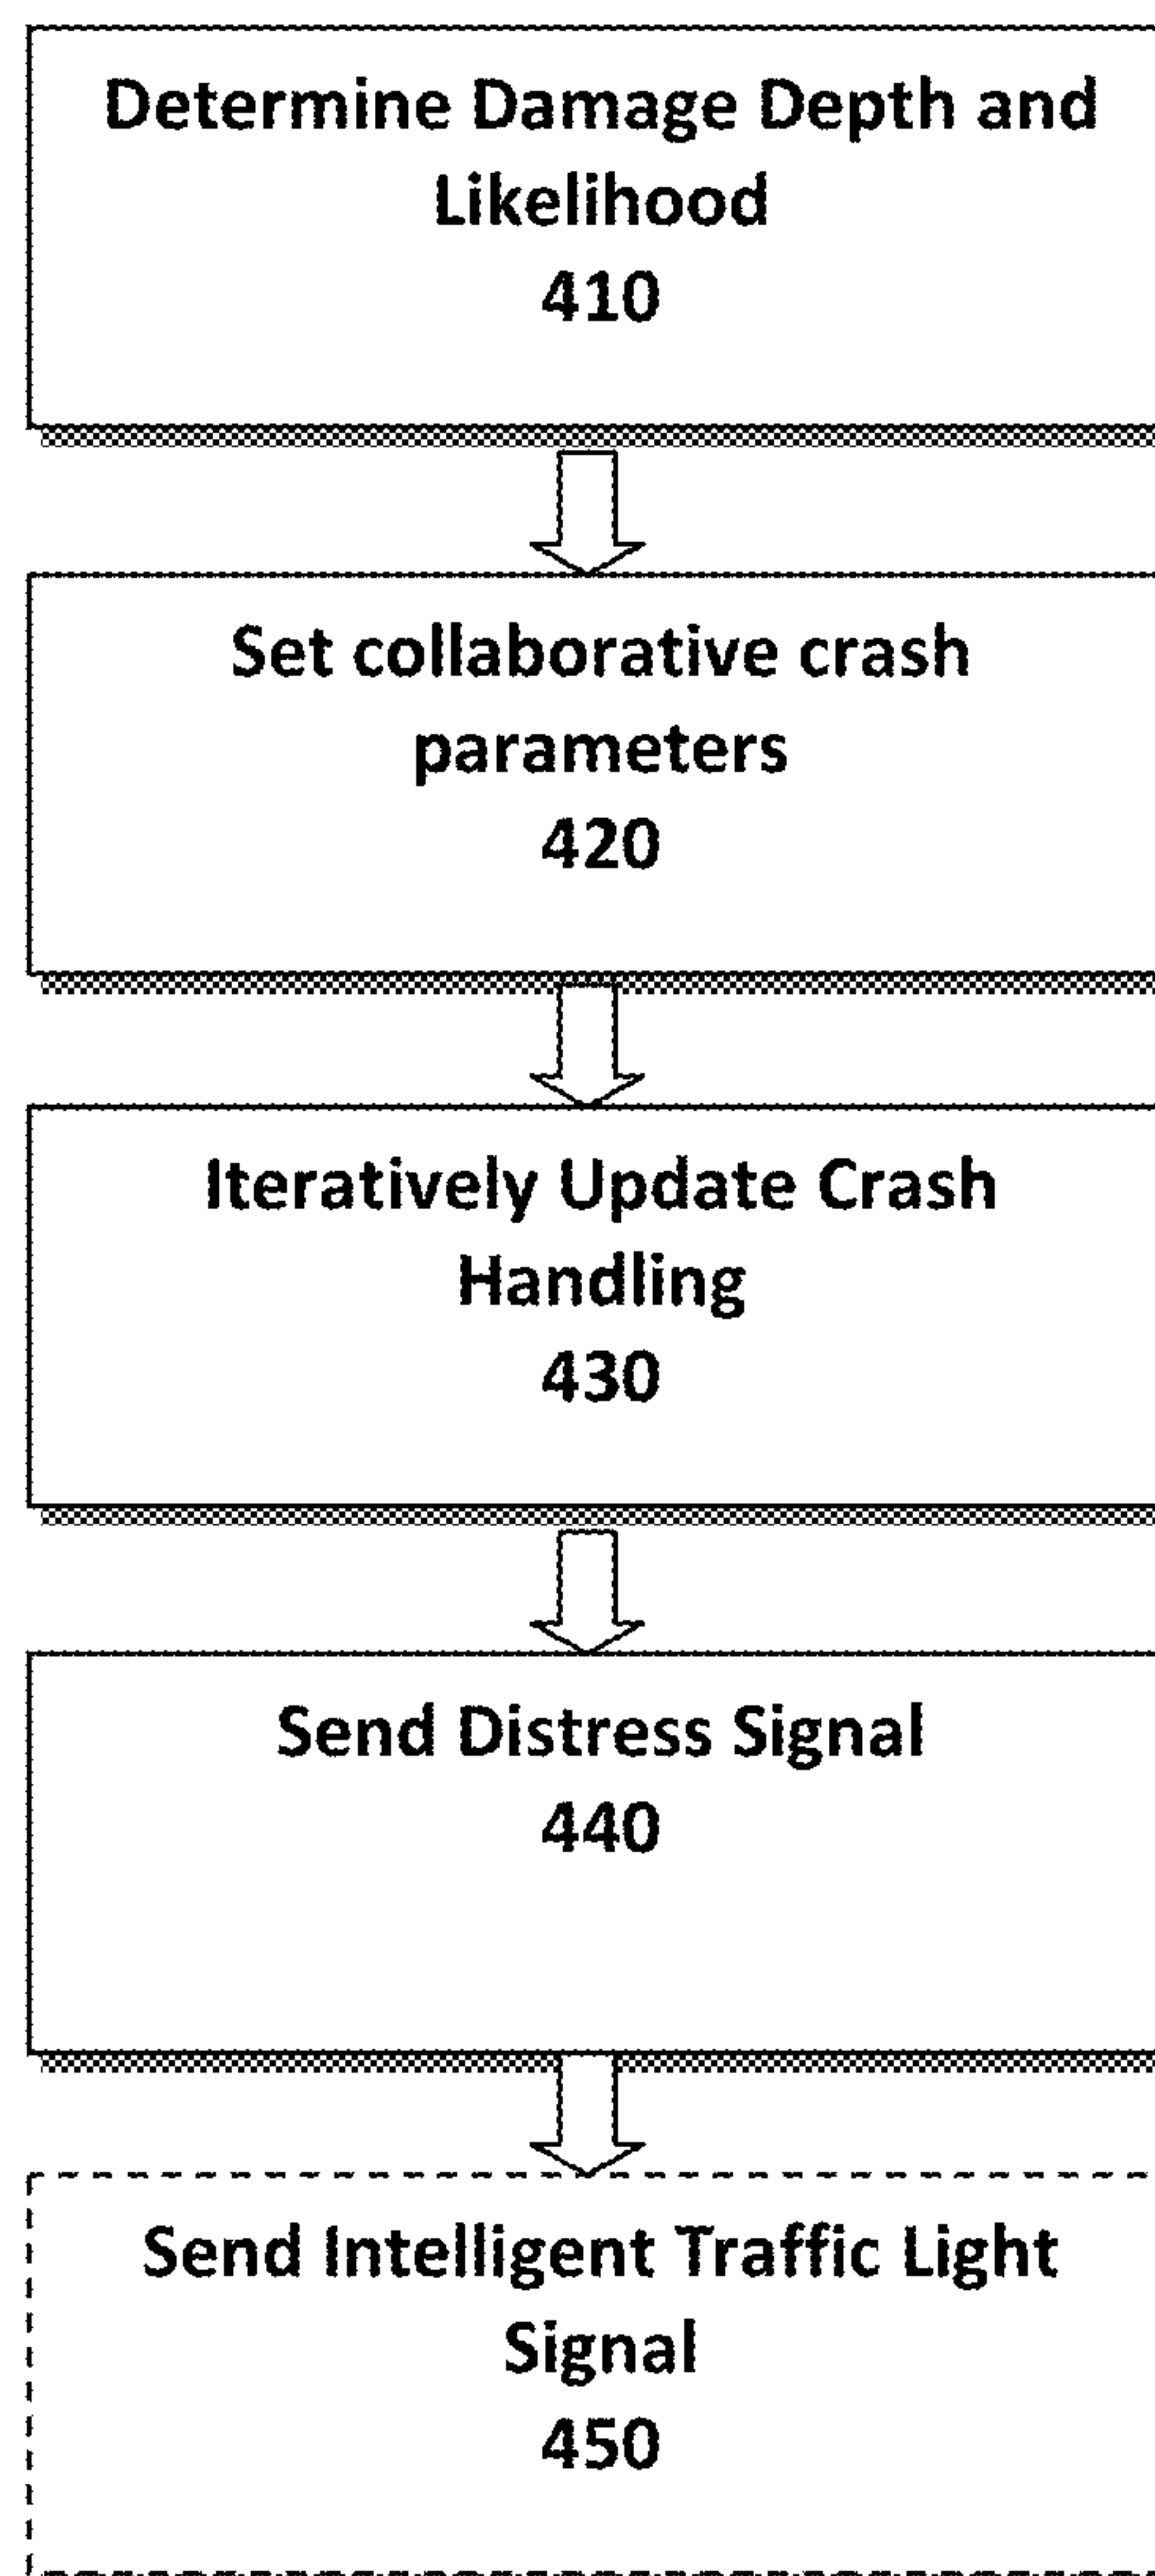 Determine Damage Depth and
Likelihood
410
Set collaborative crash
parameters
420
Iteratively Update Crash
Handling
430
Send Distress Signal
440
Send Intelligent Traffic Light
Signal
450